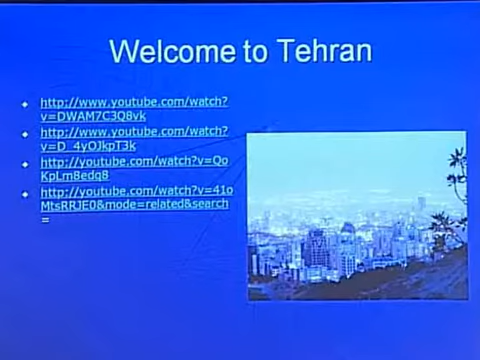 Welcome to Tehran
http://www.youtube.com/watch?
v=DWAM7C3Q8vk
http://www.youtube.com/watch?
v=D_4yOJkpT3k
http://youtube.com/watch?v=Qo
KpLm8edq8
http://youtube.com/watch?v=41o
MtsRRJE0&mode=related&search
=